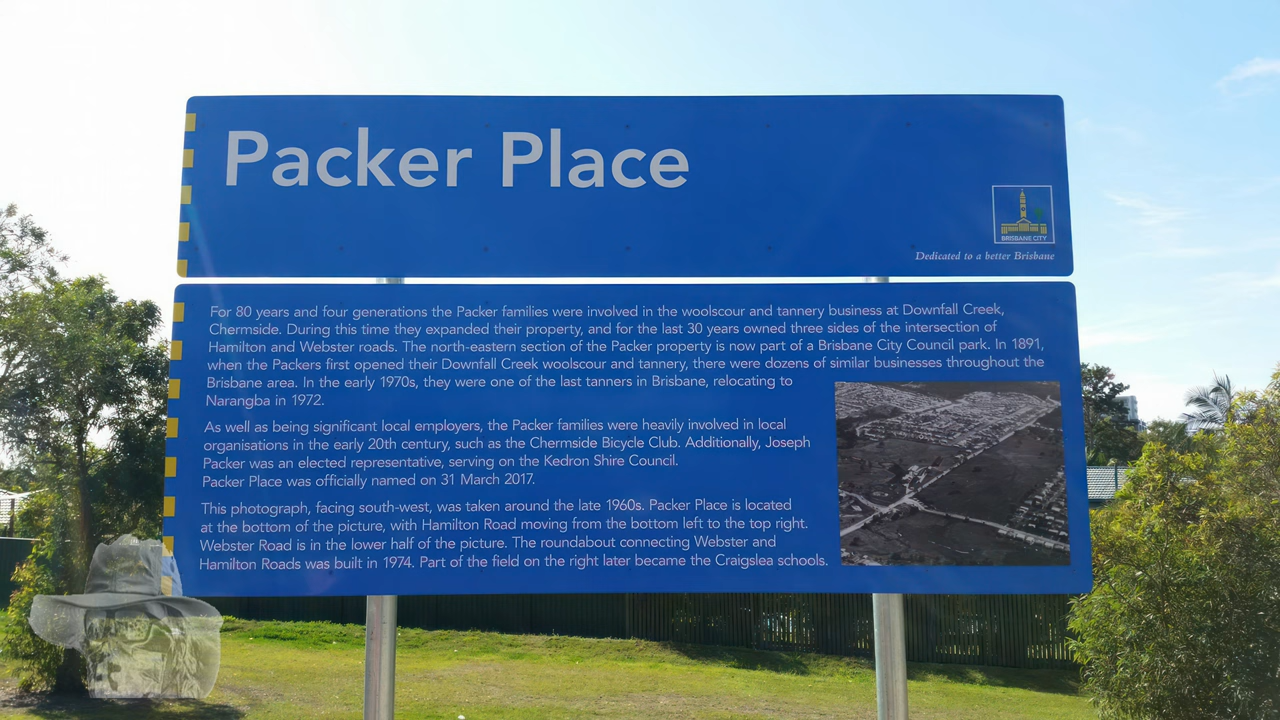 Packer Place
BRISBANE CITY
Dedicated to a better Brisbane
For 80 years and four generations the Packer families were involved in the woolscour and tannery business at Downfall Creek,
Chermside. During this time they expanded their property, and for the last 30 years owned three sides of the intersection of
Hamilton and Webster roads. The north-eastern section of the Packer property is now part of a Brisbane City Council park. In 1891,
when the Packers first opened their Downfall Creek woolscour and tannery, there were dozens of similar businesses throughout the
Brisbane area. In the early 1970s, they were one of the last tanners in Brisbane, relocating to
Narangba in 1972.
As well as being significant local employers, the Packer families were heavily involved in local
organisations in the early 20th century, such as the Chermside Bicycle Club. Additionally, Joseph
Packer was an elected representative, serving on the Kedron Shire Council.
Packer Place was officially named on 31 March 2017.
This photograph, facing south-west, was taken around the late 1960s. Packer Place is located
at the bottom of the picture, with Hamilton Road moving from the bottom left to the top right.
Webster Road is in the lower half of the picture. The roundabout connecting Webster and
Hamilton Roads was built in 1974. Part of the field on the right later became the Craigslea schools.